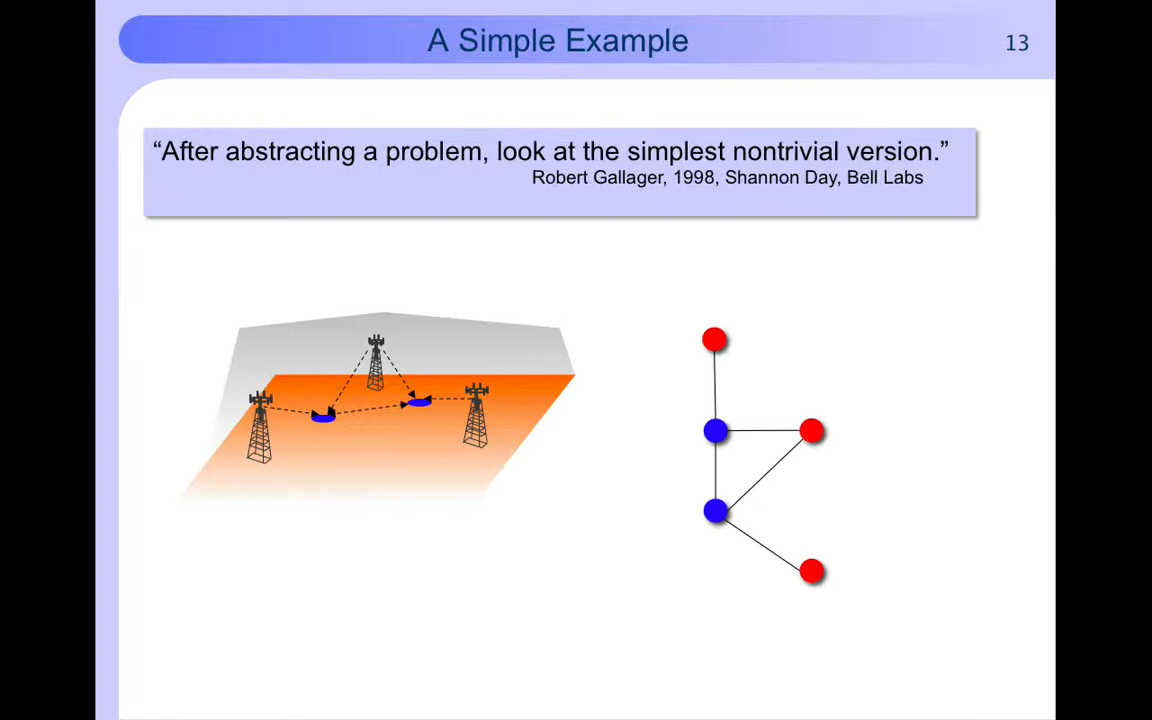 A Simple Example
13
“After abstracting a problem, look at the simplest nontrivial version.”
Robert Gallager, 1998, Shannon Day, Bell Labs